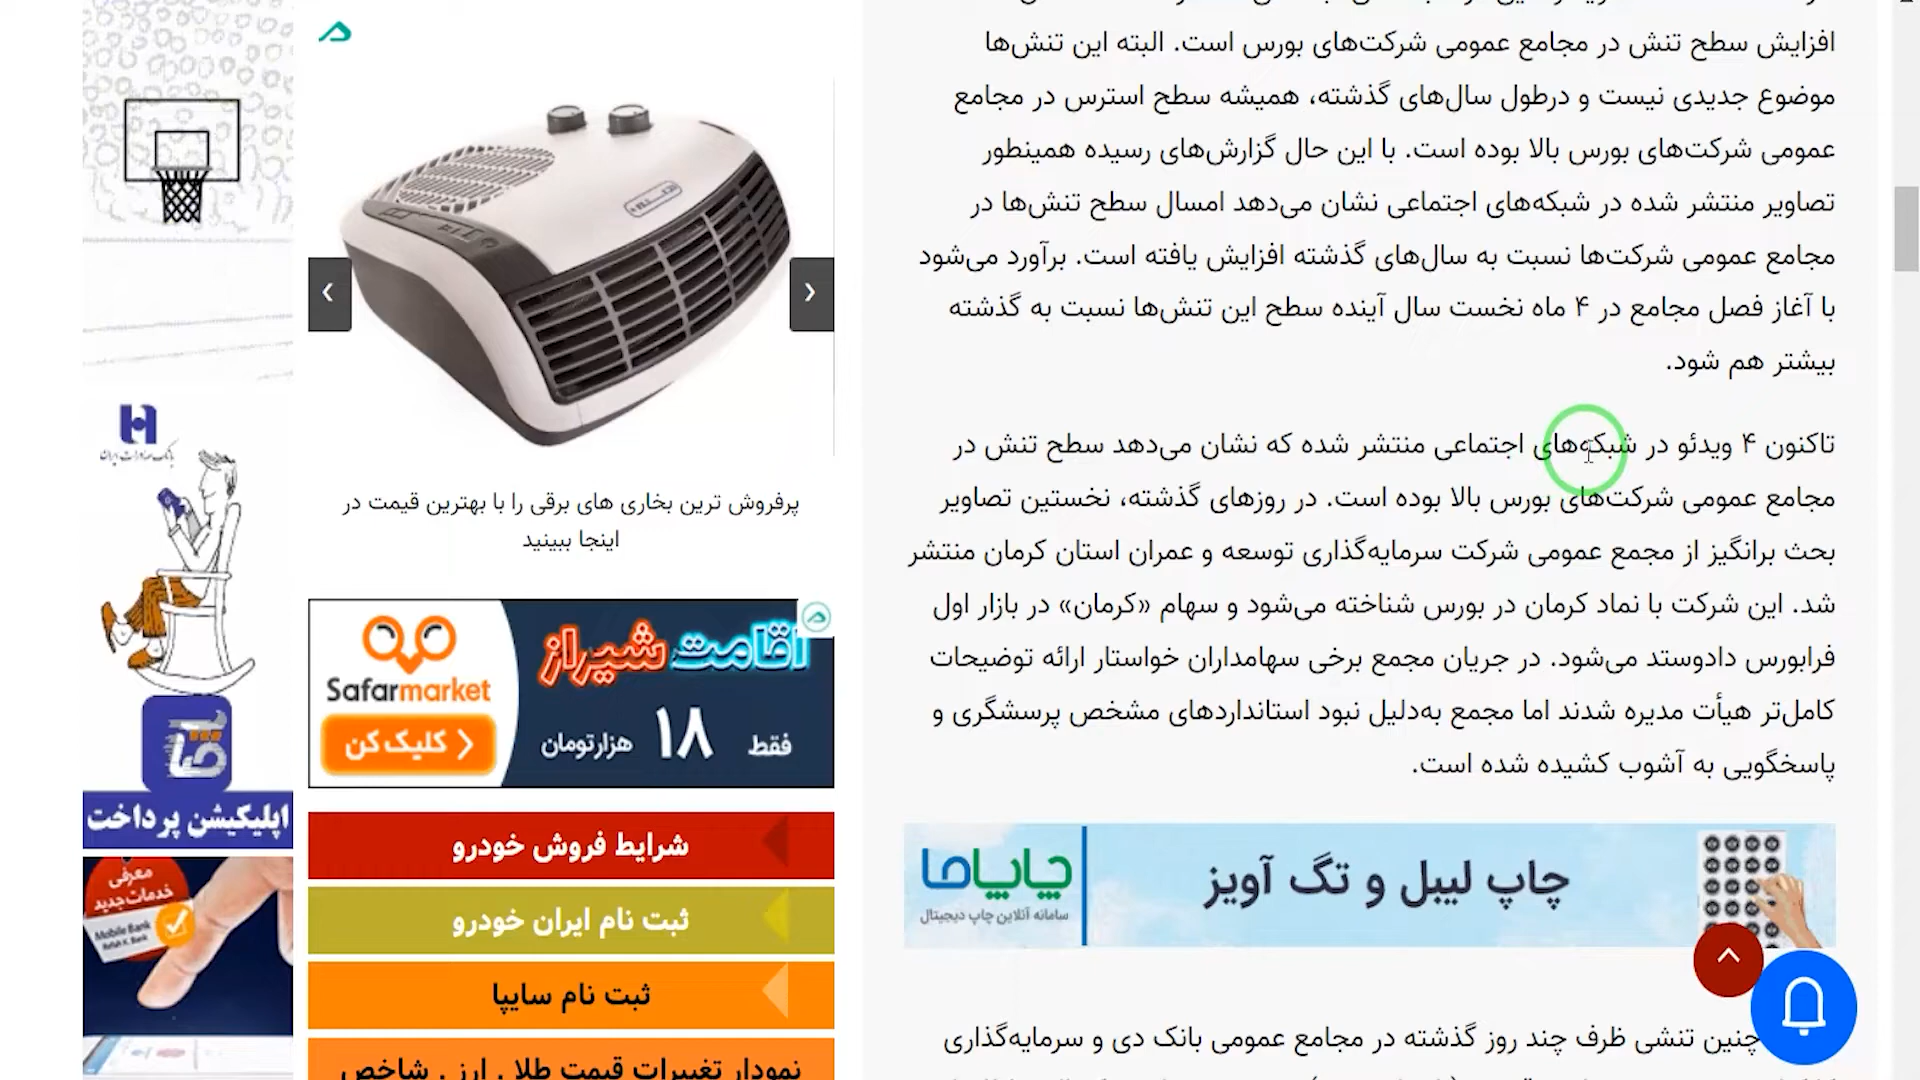 افزایش سطح تنش در مجامع عمومی شرکت‌های بورس است. البته این تنش‌ها
موضوع جدیدی نیست و درطول سال‌های گذشته، همیشه سطح استرس در مجامع
عمومی شرکت‌های بورس بالا بوده است. با این حال گزارش‌های رسیده همینطور
تصاویر منتشر شده در شبکه‌های اجتماعی نشان می‌دهد امسال سطح تنش‌ها در
مجامع عمومی شرکت‌ها نسبت به سال‌های گذشته افزایش یافته است. برآورد می‌شود
با آغاز فصل مجامع در ۴ ماه نخست سال آینده سطح این تنش‌ها نسبت به گذشته
بیشتر هم شود.
تاکنون ۴ ویدئو در شبکه‌های اجتماعی منتشر شده که نشان می‌دهد سطح تنش در
مجامع عمومی شرکت‌های بورس بالا بوده است. در روزهای گذشته، نخستین تصاویر
بحث برانگیز از مجمع عمومی شرکت سرمایه‌گذاری توسعه و عمران استان کرمان منتشر
شد. این شرکت با نماد کرمان در بورس شناخته می‌شود و سهام «کرمان» در بازار اول
فرابورس دادوستد می‌شود. در جریان مجمع برخی سهامداران خواستار ارائه توضیحات
کامل‌تر هیأت مدیره شدند اما مجمع به‌دلیل نبود استانداردهای مشخص پرسشگری و
پاسخگویی به آشوب کشیده شده است.
چاپ لیبل و تگ آویز
چاپاما
سامانه آنلاین چاپ دیجیتال
چنین تنشی ظرف چند روز گذشته در مجامع عمومی بانک دی و سرمایه‌گذاری
پرفروش ترین بخاری های برقی را با بهترین قیمت در
اینجا ببینید
اقامت شیراز
Safarmarket
فقط ۱۸ هزارتومان
کلیک کن
شرایط فروش خودرو
ثبت نام ایران خودرو
ثبت نام سایپا
نمودار تغییرات قیمت طلا . ارز . شاخص
بانک صادرات ایران
اپلیکیشن پرداخت
معرفی
خدمات جدید
Mobile Bank